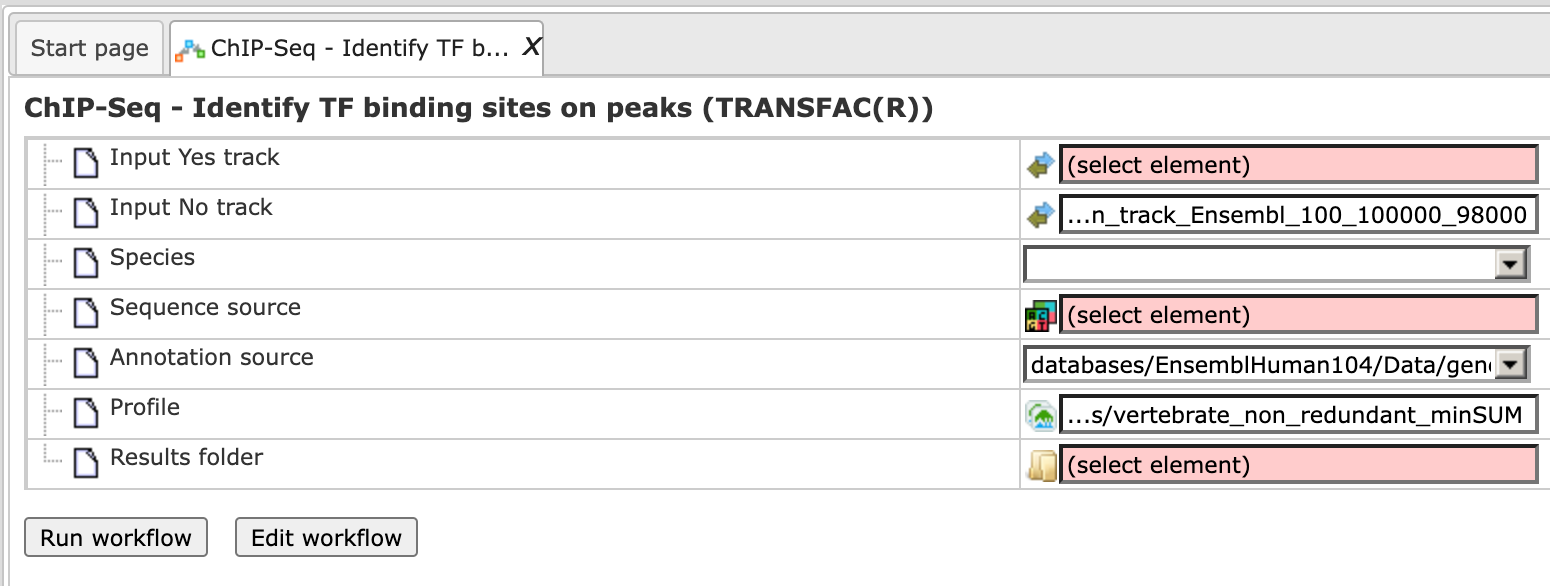 Start page
ChIP-Seq - Identify TF b... X
ChIP-Seq - Identify TF binding sites on peaks (TRANSFAC(R))
Input Yes track (select element)
Input No track ...n_track_Ensembl_100_100000_98000
Species
Sequence source (select element)
Annotation source databases/EnsemblHuman104/Data/gen
Profile ...s/vertebrate_non_redundant_minSUM
Results folder (select element)
Run workflow Edit workflow